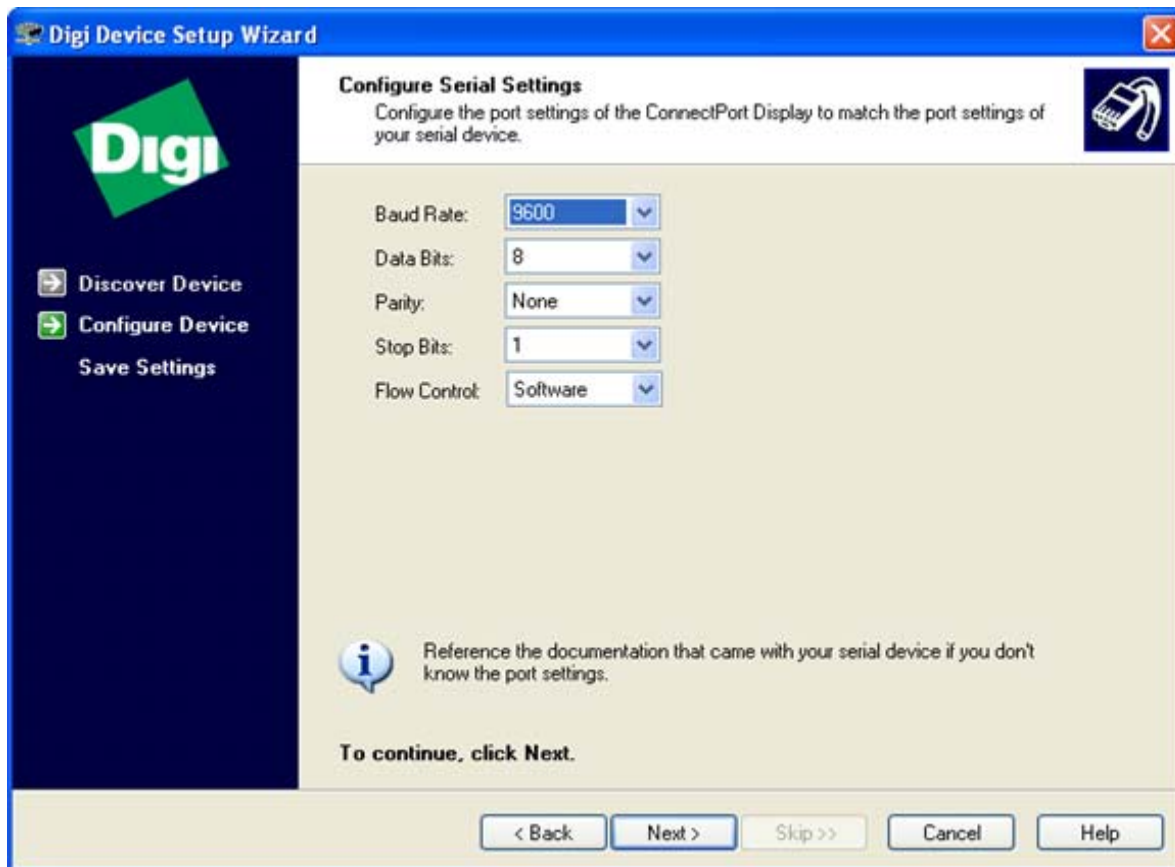 Digi Device Setup Wizard
Digi
Discover Device
Configure Device
Save Settings
Configure Serial Settings
Configure the port settings of the ConnectPort Display to match the port settings of
your serial device.
Baud Rate: 9600
Data Bits: 8
Parity: None
Stop Bits: 1
Flow Control: Software
Reference the documentation that came with your serial device if you don't
know the port settings.
To continue, click Next.
< Back Next > Skip >> Cancel Help